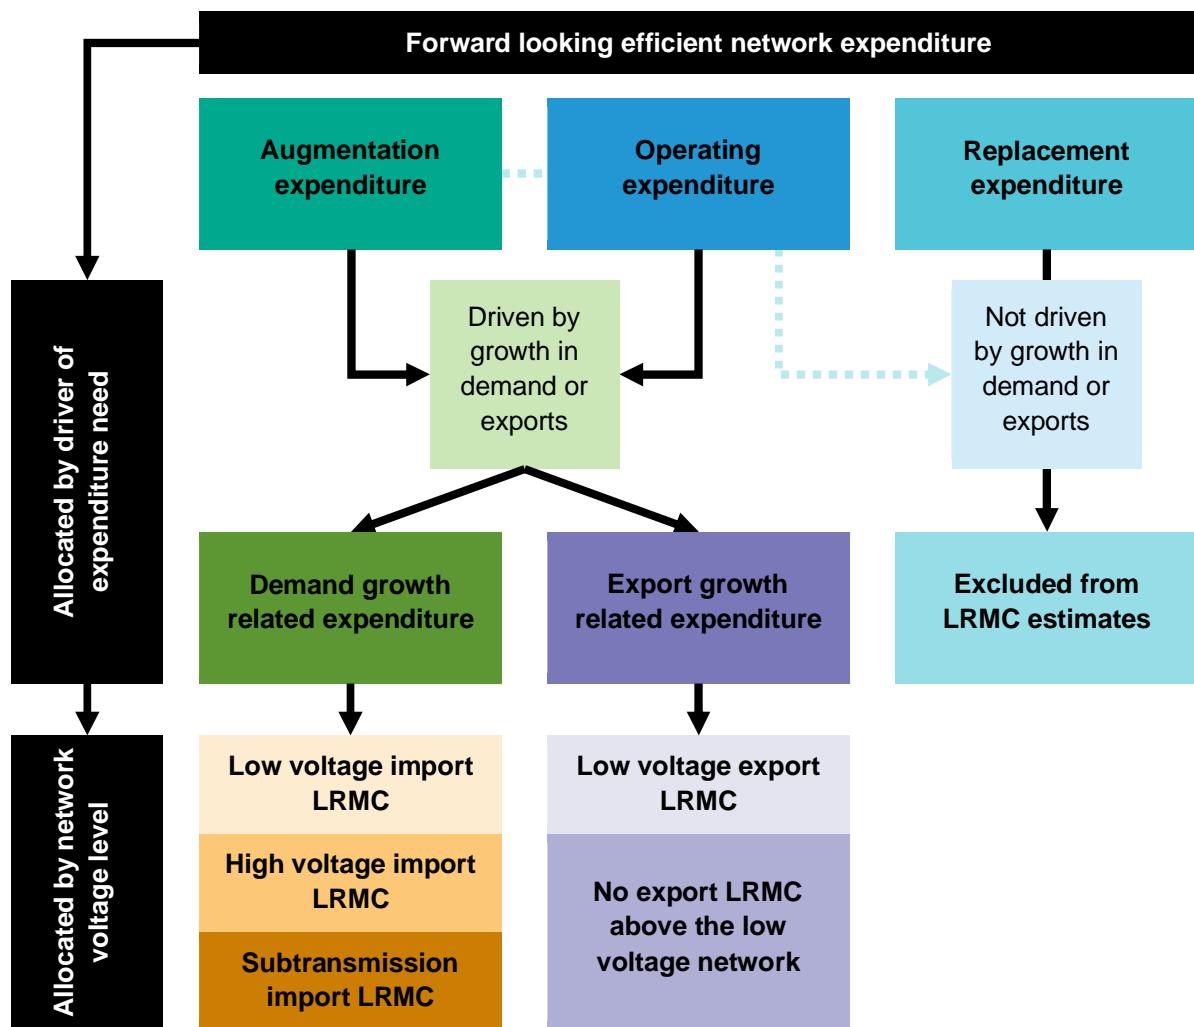 Forward looking efficient network expenditure
Augmentation
expenditure
Operating
expenditure
Replacement
expenditure
Allocated by driver of
expenditure need
Driven by
growth in
demand or
exports
Not driven
by growth in
demand or
exports
Demand growth
related expenditure
Export growth
related expenditure
Excluded from
LRMC estimates
Allocated by network
voltage level
Low voltage import
LRMC
High voltage import
LRMC
Subtransmission
import LRMC
Low voltage export
LRMC
No export LRMC
above the low
voltage network